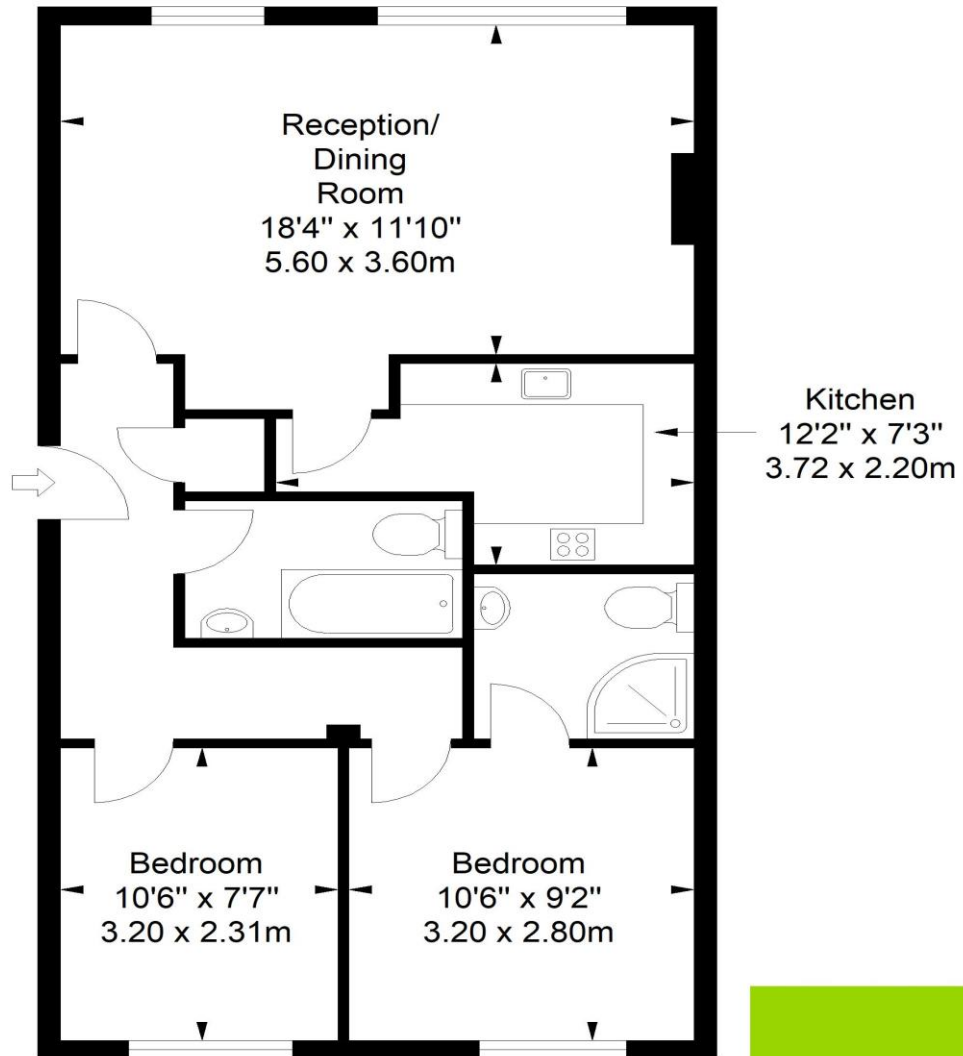 Reception/
Dining
Room
18'4" x 11'10"
5.60 x 3.60m
Kitchen
12'2" x 7'3"
3.72 x 2.20m
Bedroom
10'6" x 7'7"
3.20 x 2.31m
Bedroom
10'6" x 9'2"
3.20 x 2.80m